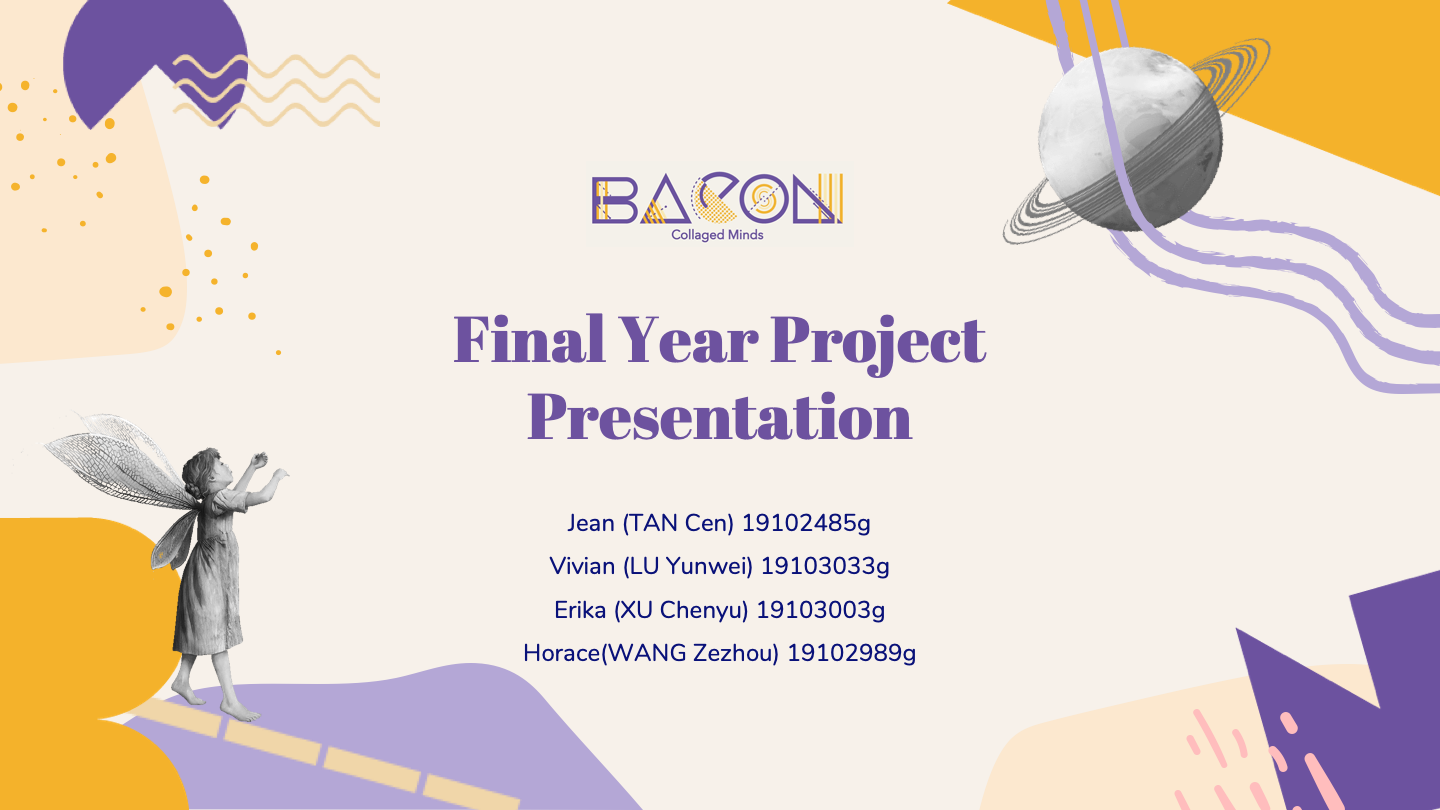 BACON
Collaged Minds
Final Year Project
Presentation
Jean (TAN Cen) 19102485g
Vivian (LU Yunwei) 19103033g
Erika (XU Chenyu) 19103003g
Horace(WANG Zezhou) 19102989g